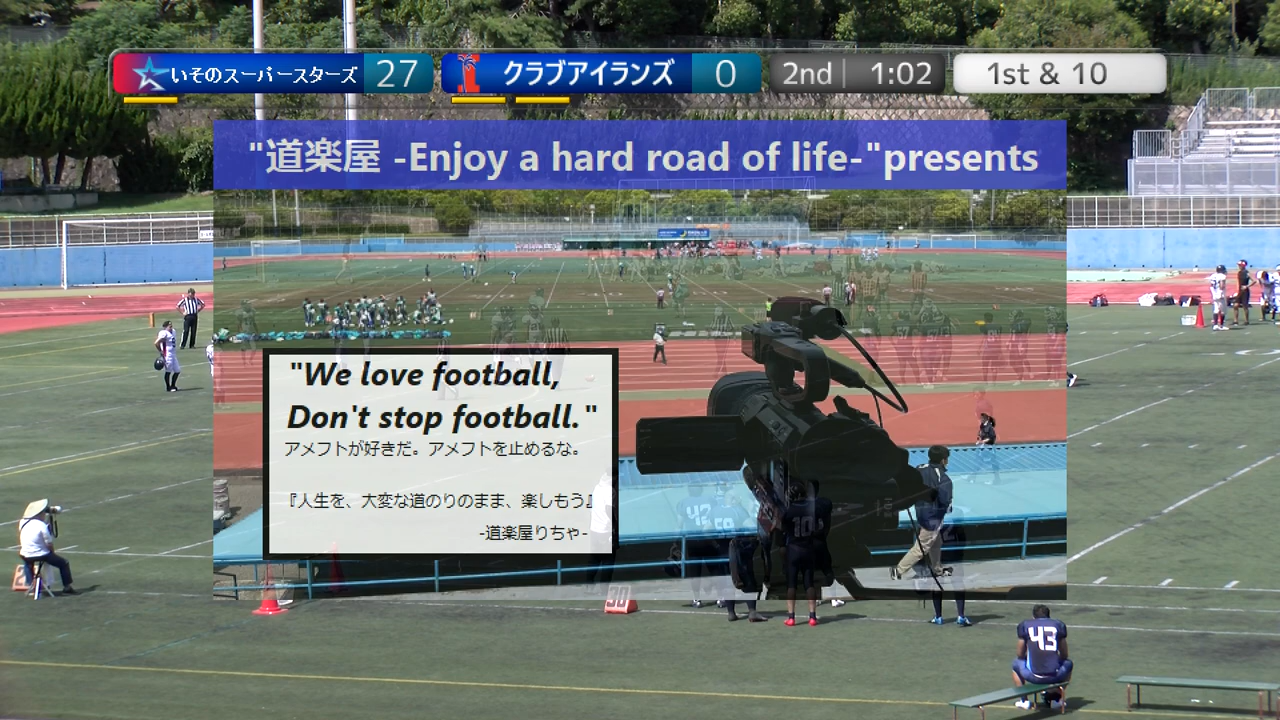 いそのスーパースターズ 27 クラブアイランズ 0 2nd 1:02 1st & 10
"道楽屋 -Enjoy a hard road of life-"presents
"We love football,
Don't stop football."
アメフトが好きだ。アメフトを止めるな。
『人生を、大変な道のりのまま、楽しもう』
-道楽屋りちゃ-
10
30
43